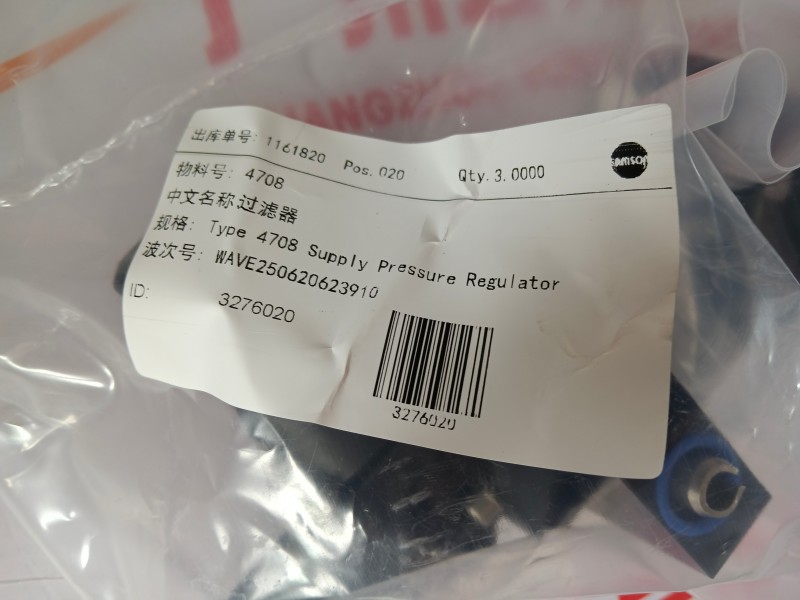 出库单号: 1161820 Pos. 020 Qty. 3.0000
SAMSON
物料号: 4708
中文名称过滤器
规格: Type 4708 Supply Pressure Regulator
波次号: WAVE250620623910
ID: 3276020
3276020